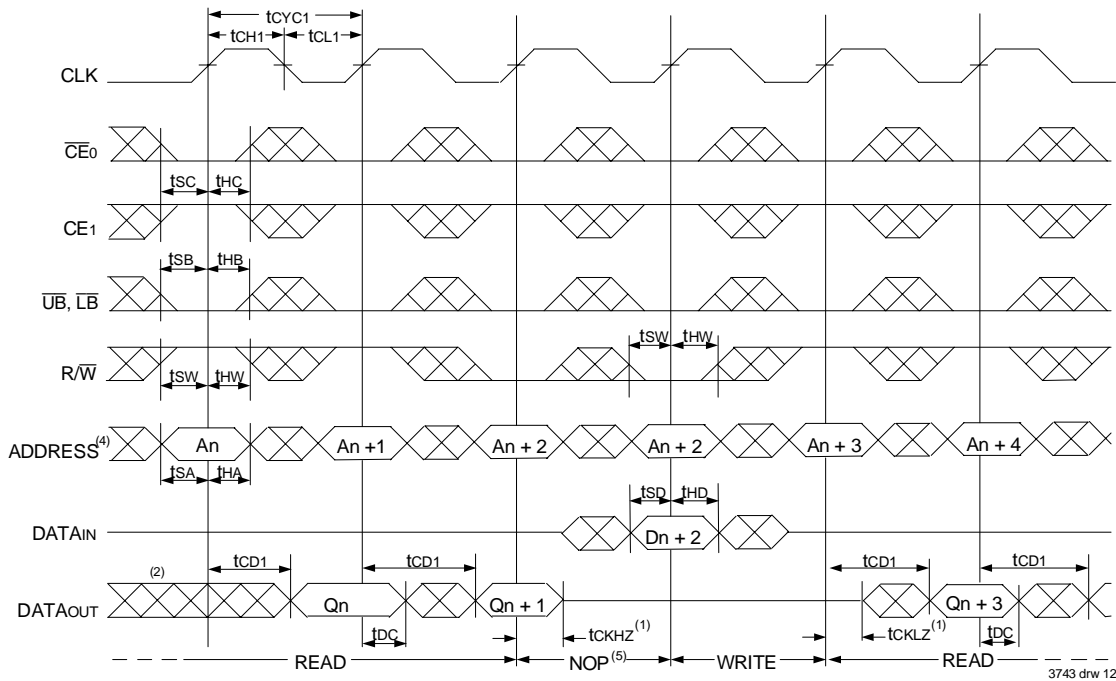 tCYC1
tCH1 tCL1
CLK
CE0
tSC tHC
CE1
tSB tHB
UB, LB
tSW tHW
R/W
tSW tHW
ADDRESS(4) An An +1 An + 2 An + 2 An + 3 An + 4
tSA tHA
tSD tHD
DATAIN Dn + 2
(2) tCD1 tCD1 tCD1 tCD1
DATAOUT Qn Qn + 1 Qn + 3
tDC tCKHZ(1) tCKLZ(1) tDC
READ NOP(5) WRITE READ
3743 drw 12